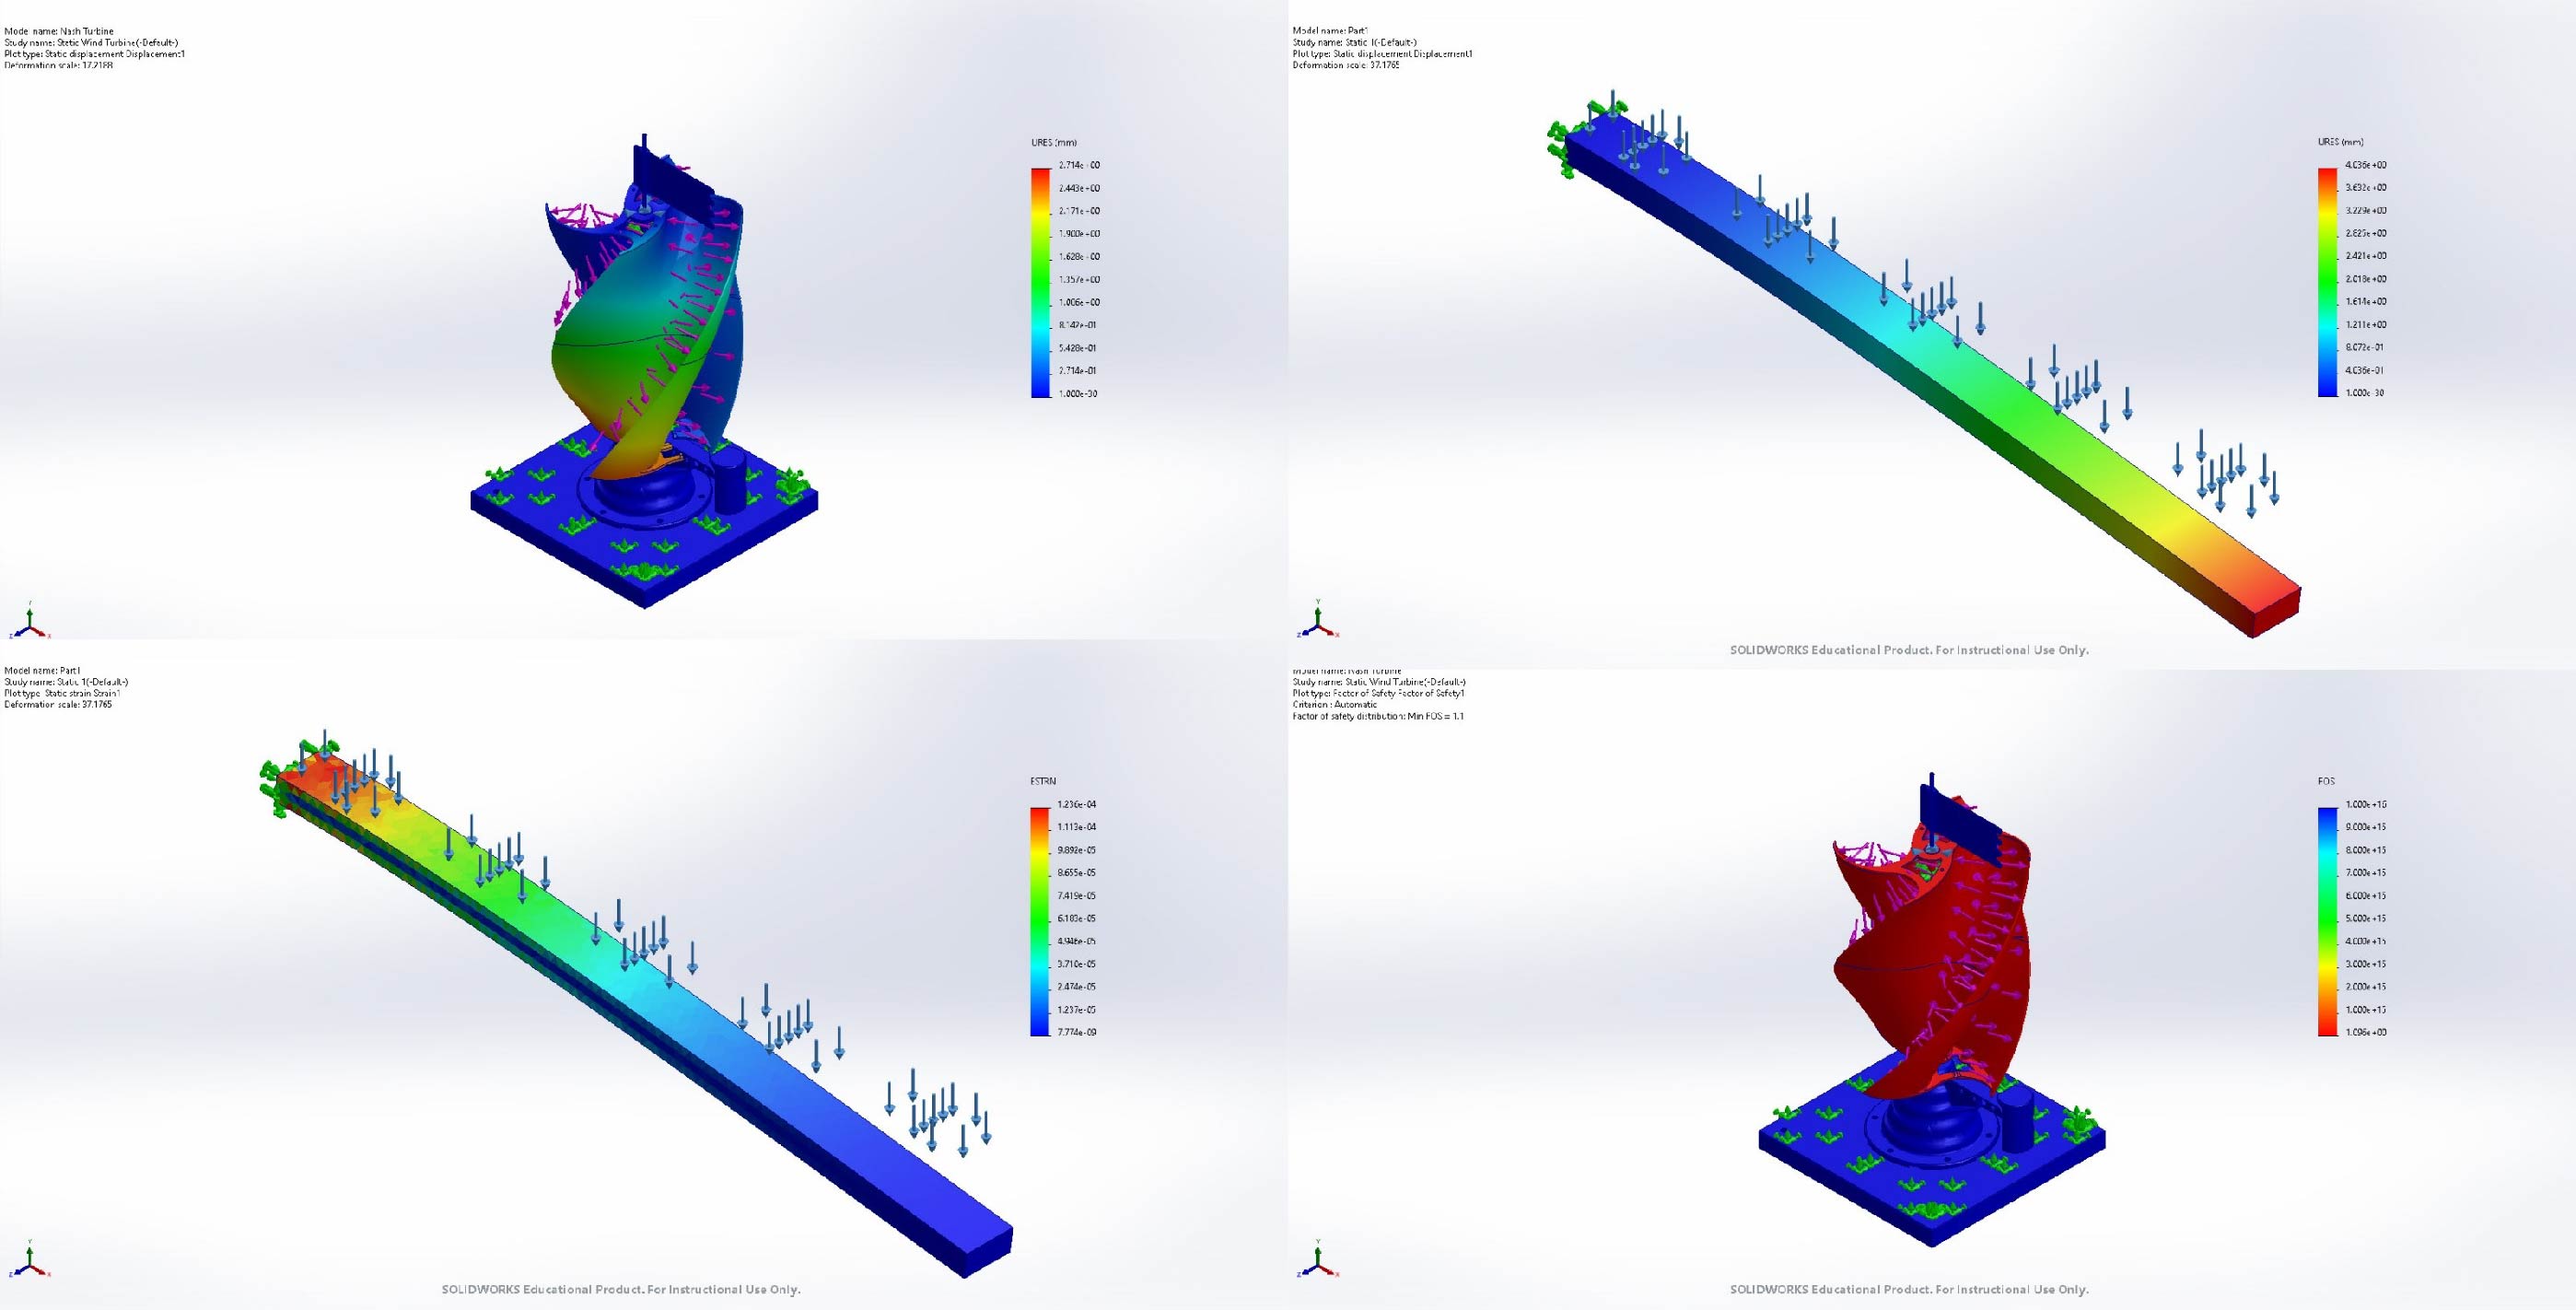 Model name: Nash Turbine
Study name: Static Wind Turbine(-Default-)
Plot type: Static displacement Displacement1
Deformation scale: 17.2188
URES (mm)
2.714e+00
2.443e+00
2.171e+00
1.900e+00
1.628e+00
1.357e+00
1.086e+00
8.142e-01
5.428e-01
2.714e-01
1.000e-30
Y
Z
X
Model name: Part1
Study name: Static 1(-Default-)
Plot type: Static displacement Displacement1
Deformation scale: 37.1765
URES (mm)
4.036e+00
3.632e+00
3.229e+00
2.825e+00
2.421e+00
2.018e+00
1.614e+00
1.211e+00
8.072e-01
4.036e-01
1.000e-30
Y
Z
X
SOLIDWORKS Educational Product. For Instructional Use Only.
Model name: Part1
Study name: Static 1(-Default-)
Plot type: Static strain Strain1
Deformation scale: 37.1765
ESTRN
1.236e-04
1.113e-04
9.892e-05
8.655e-05
7.419e-05
6.183e-05
4.946e-05
3.710e-05
2.474e-05
1.237e-05
7.774e-09
Y
Z
X
SOLIDWORKS Educational Product. For Instructional Use Only.
Model name: Nash Turbine
Study name: Static Wind Turbine(-Default-)
Plot type: Factor of Safety Factor of Safety1
Criterion : Automatic
Factor of safety distribution: Min FOS = 1.1
FOS
1.000e+16
9.000e+15
8.000e+15
7.000e+15
6.000e+15
5.000e+15
4.000e+15
3.000e+15
2.000e+15
1.000e+15
1.096e+00
Y
Z
X
SOLIDWORKS Educational Product. For Instructional Use Only.